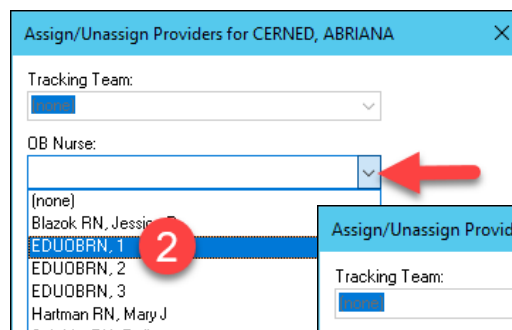 Assign/Unassign Providers for CERNED, ABRIANA
Tracking Team:
(none)
OB Nurse:
(none)
Blazok RN,
EDUOBRN, 1
2
EDUOBRN, 2
EDUOBRN, 3
Hartman RN, Mary J
Assign/Unassign Provid
Tracking Team:
(none)